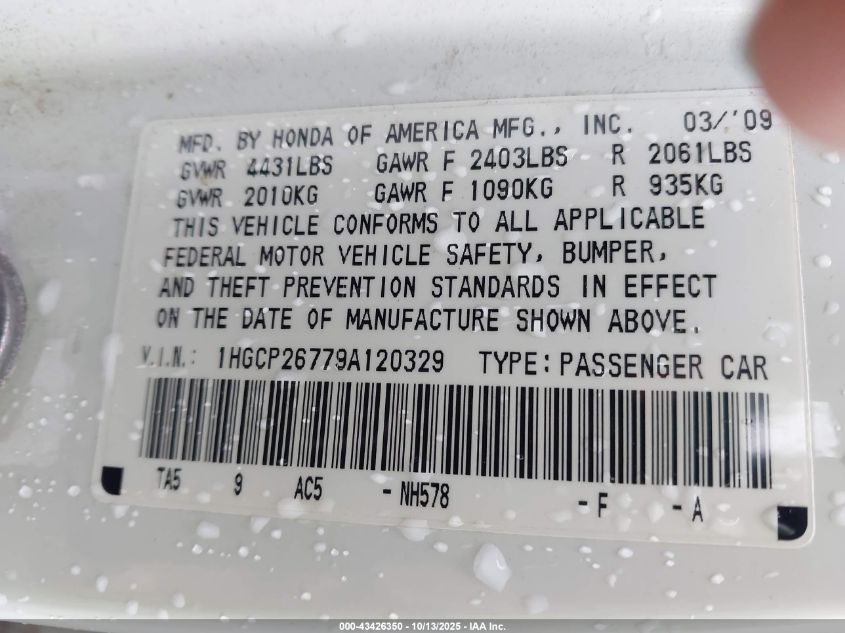 MFD. BY HONDA OF AMERICA MFG., INC. 03/'09
GVWR 4431LBS GAWR F 2403LBS R 2061LBS
GVWR 2010KG GAWR F 1090KG R 935KG
THIS VEHICLE CONFORMS TO ALL APPLICABLE
FEDERAL MOTOR VEHICLE SAFETY, BUMPER,
AND THEFT PREVENTION STANDARDS IN EFFECT
ON THE DATE OF MANUFACTURE SHOWN ABOVE.
V.I.N.: 1HGCP26779A120329 TYPE: PASSENGER CAR
TA5 9 AC5 -NH578 -F -A
000-43426350 - 10/13/2025 - IAA Inc.